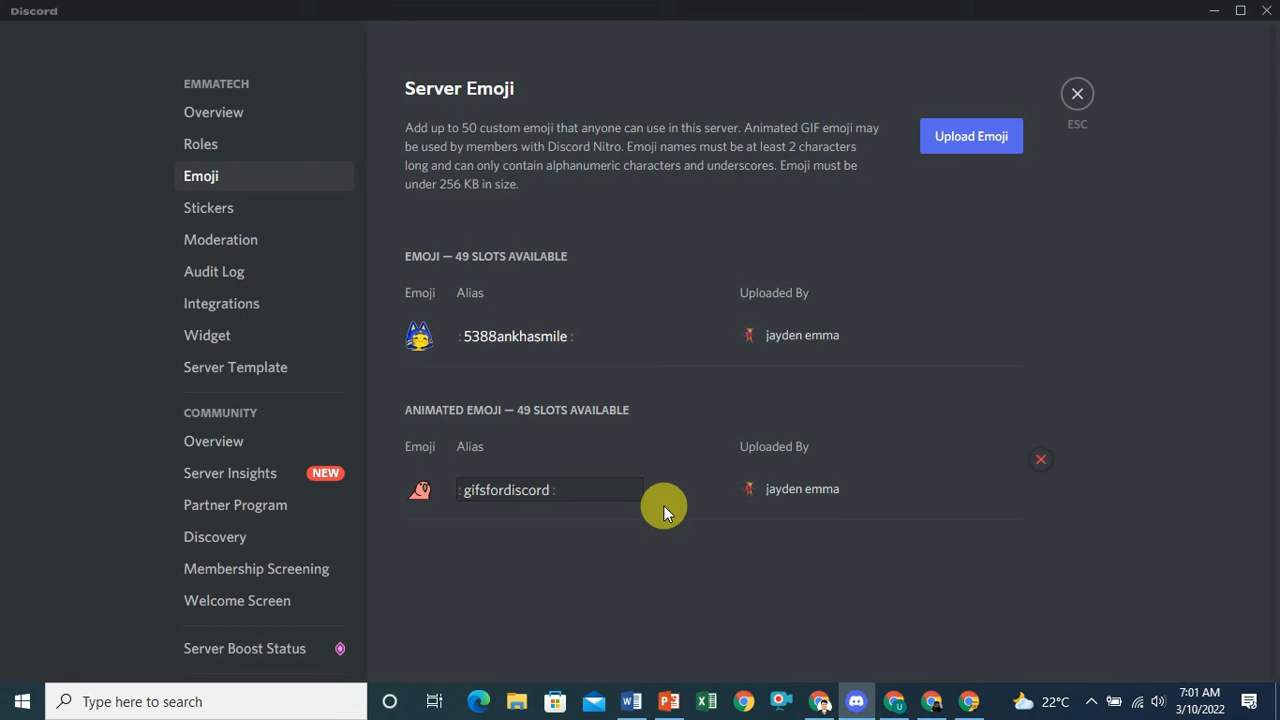 Discord
EMMATECH
Overview
Roles
Emoji
Stickers
Moderation
Audit Log
Integrations
Widget
Server Template
COMMUNITY
Overview
Server Insights NEW
Partner Program
Discovery
Membership Screening
Welcome Screen
Server Boost Status
Server Emoji
Add up to 50 custom emoji that anyone can use in this server. Animated GIF emoji may
be used by members with Discord Nitro. Emoji names must be at least 2 characters
long and can only contain alphanumeric characters and underscores. Emoji must be
under 256 KB in size.
Upload Emoji
ESC
EMOJI — 49 SLOTS AVAILABLE
Emoji Alias Uploaded By
:5388ankhasmile: jayden emma
ANIMATED EMOJI — 49 SLOTS AVAILABLE
Emoji Alias Uploaded By
:gifsfordiscord: jayden emma
Type here to search
22°C
7:01 AM
3/10/2022